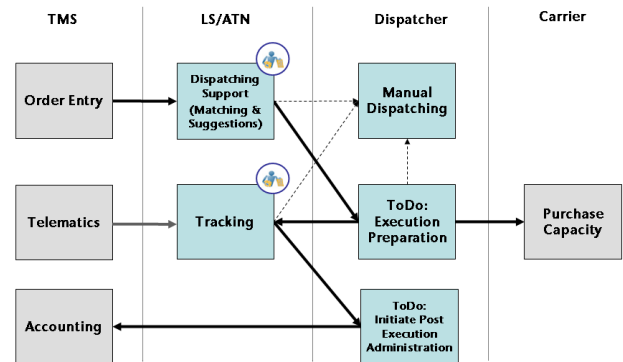 TMS
LS/ATN
Dispatcher
Carrier
Order Entry
Dispatching
Support
(Matching &
Suggestions)
Manual
Dispatching
Telematics
Tracking
ToDo:
Execution
Preparation
Purchase
Capacity
Accounting
ToDo:
Initiate Post
Execution
Administration